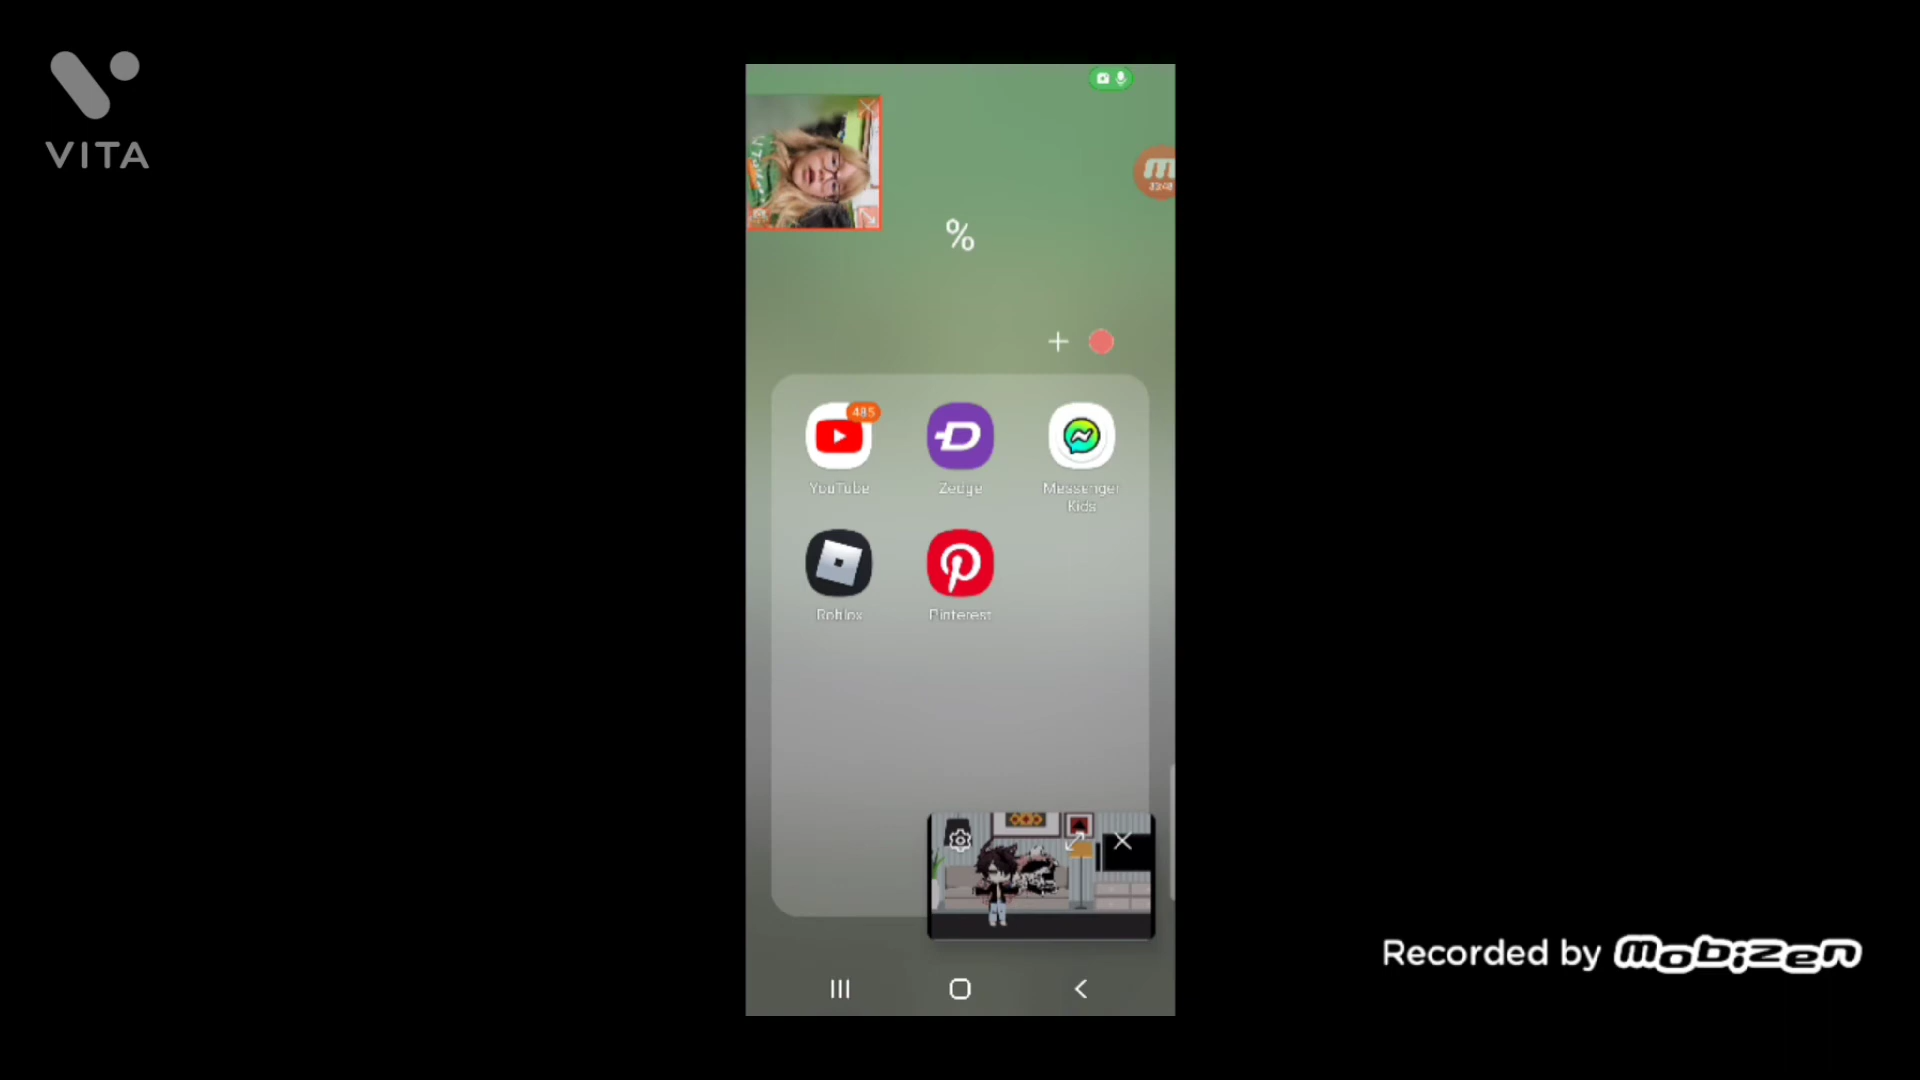 VITA
%
485
YouTube
Zedge
Messenger
Kids
Roblox
Pinterest
Recorded by mobizen